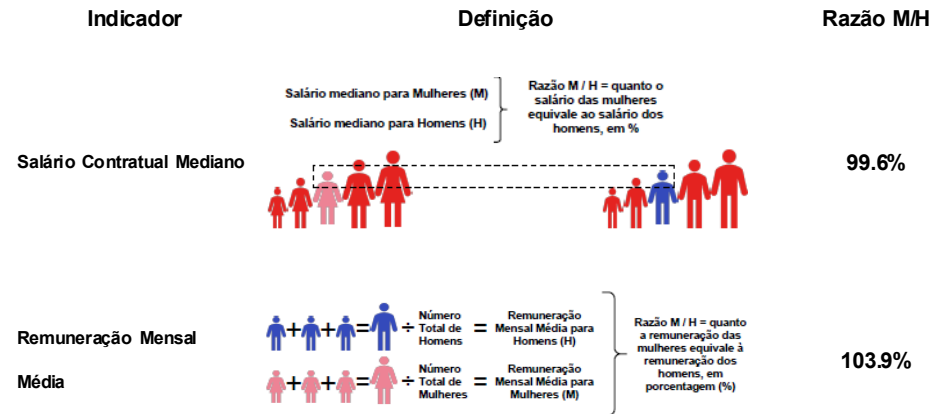 Indicador
Definição
Razão M/H
Salário Contratual Mediano
Salário mediano para Mulheres (M)
Salário mediano para Homens (H)
Razão M / H = quanto o
salário das mulheres
equivale ao salário dos
homens, em %
99.6%
Remuneração Mensal
Média
+ + = ÷
Número
Total de
Homens
=
Remuneração
Mensal Média para
Homens (H)
+ + = ÷
Número
Total de
Mulheres
=
Remuneração
Mensal Média para
Mulheres (M)
Razão M / H = quanto
a remuneração das
mulheres equivale à
remuneração dos
homens, em
porcentagem (%)
103.9%